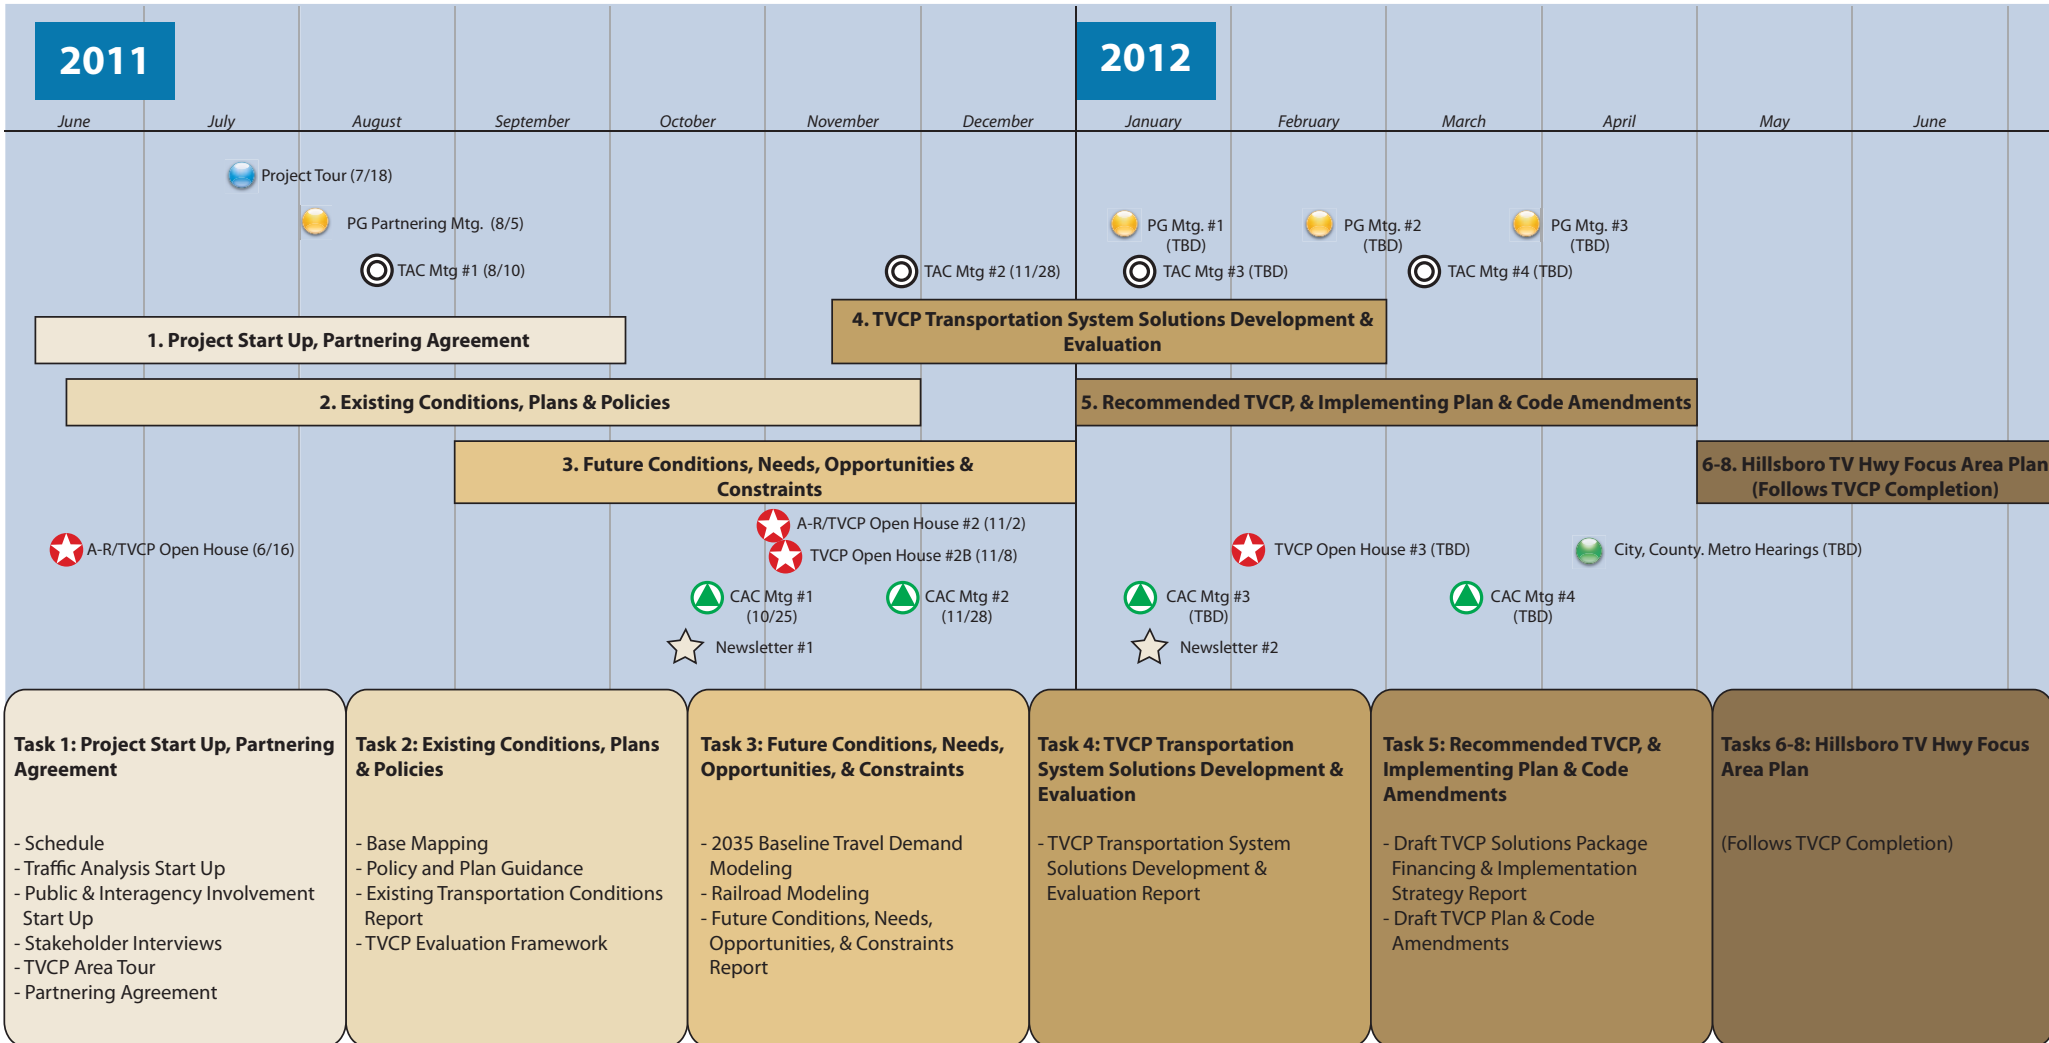 2011
2012
June
July
August
September
October
November
December
January
February
March
April
May
June
Project Tour (7/18)
PG Partnering Mtg. (8/5)
PG Mtg. #1
(TBD)
PG Mtg. #2
(TBD)
PG Mtg. #3
(TBD)
TAC Mtg #1 (8/10)
TAC Mtg #2 (11/28)
TAC Mtg #3 (TBD)
TAC Mtg #4 (TBD)
1. Project Start Up, Partnering Agreement
4. TVCP Transportation System Solutions Development &
Evaluation
2. Existing Conditions, Plans & Policies
5. Recommended TVCP, & Implementing Plan & Code Amendments
3. Future Conditions, Needs, Opportunities &
Constraints
6-8. Hillsboro TV Hwy Focus Area Plan
(Follows TVCP Completion)
A-R/TVCP Open House #2 (11/2)
A-R/TVCP Open House (6/16)
TVCP Open House #2B (11/8)
TVCP Open House #3 (TBD)
City, County. Metro Hearings (TBD)
CAC Mtg #1
(10/25)
CAC Mtg #2
(11/28)
CAC Mtg #3
(TBD)
CAC Mtg #4
(TBD)
Newsletter #1
Newsletter #2
Task 1: Project Start Up, Partnering
Agreement
- Schedule
- Traffic Analysis Start Up
- Public & Interagency Involvement
Start Up
- Stakeholder Interviews
- TVCP Area Tour
- Partnering Agreement
Task 2: Existing Conditions, Plans
& Policies
- Base Mapping
- Policy and Plan Guidance
- Existing Transportation Conditions
Report
- TVCP Evaluation Framework
Task 3: Future Conditions, Needs,
Opportunities, & Constraints
- 2035 Baseline Travel Demand
Modeling
- Railroad Modeling
- Future Conditions, Needs,
Opportunities, & Constraints
Report
Task 4: TVCP Transportation
System Solutions Development &
Evaluation
- TVCP Transportation System
Solutions Development &
Evaluation Report
Task 5: Recommended TVCP, &
Implementing Plan & Code
Amendments
- Draft TVCP Solutions Package
Financing & Implementation
Strategy Report
- Draft TVCP Plan & Code
Amendments
Tasks 6-8: Hillsboro TV Hwy Focus
Area Plan
(Follows TVCP Completion)